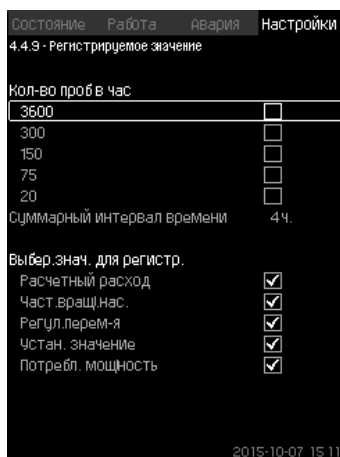 Состояние Работа Авария Настройки
4.4.9 - Регистрируемое значение
Кол-во проб в час
3600
300
150
75
20
Суммарный интервал времени 4ч.
Выбер.знач. для регистр.
Расчетный расход
Част.вращ.нас.
Регул.перем-я
Устан. значение
Потребл. мощность
2015-10-07 15:11